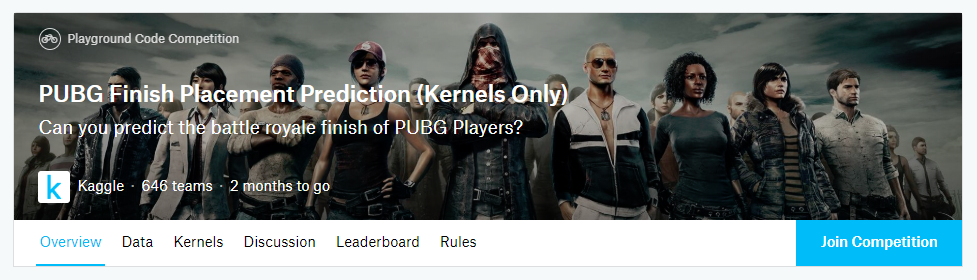 Playground Code Competition
PUBG Finish Placement Prediction (Kernels Only)
Can you predict the battle royale finish of PUBG Players?
k Kaggle · 646 teams · 2 months to go
Overview Data Kernels Discussion Leaderboard Rules Join Competition